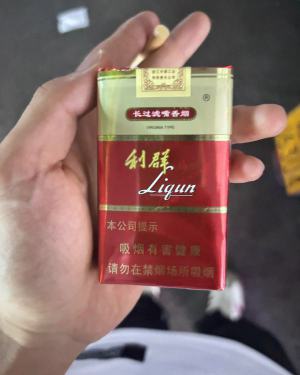 长过滤嘴香烟
VIRGINIA TYPE
®
利群
Liqun
本公司提示
吸烟有害健康
请勿在禁烟场所吸烟